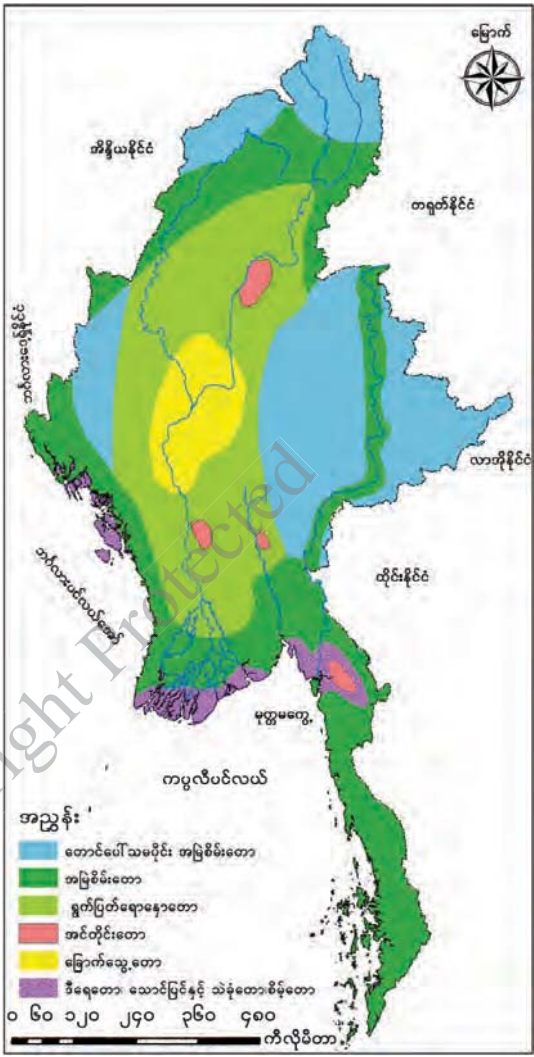 မြောက်
အိန္ဒိယနိုင်ငံ
တရုတ်နိုင်ငံ
ဘင်္ဂလားဒေ့ရှ်နိုင်ငံ
လာအိုနိုင်ငံ
ဘင်္ဂလားပင်လယ်အော်
ထိုင်းနိုင်ငံ
မုတ္တမကွေ့
ကပ္ပလီပင်လယ်
ght Protected
အညွှန်း
တောင်ပေါ်သမပိုင်း အမြဲစိမ်းတော
အမြဲစိမ်းတော
ရွက်ပြတ်ရောနှောတော
အင်တိုင်းတော
ခြောက်သွေ့တော
ဒီရေတော၊ သောင်ပြင်နှင့် သဲခုံတော၊စိမ့်တော
၀ ၆၀ ၁၂၀ ၂၄၀ ၃၆၀ ၄၈၀
ကီလိုမီတာ